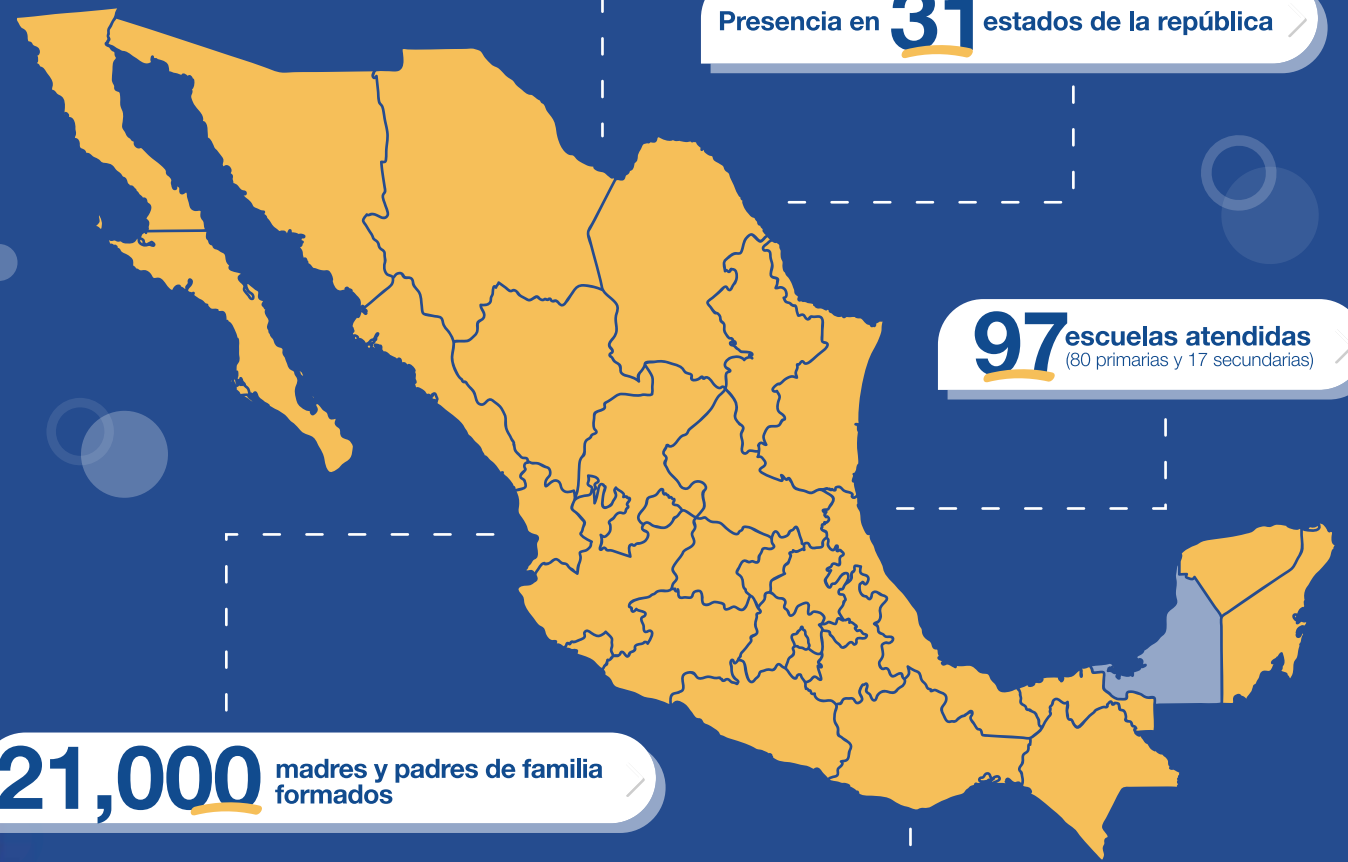 Presencia en 31 estados de la república
97 escuelas atendidas
(80 primarias y 17 secundarias)
21,000 madres y padres de familia
formados